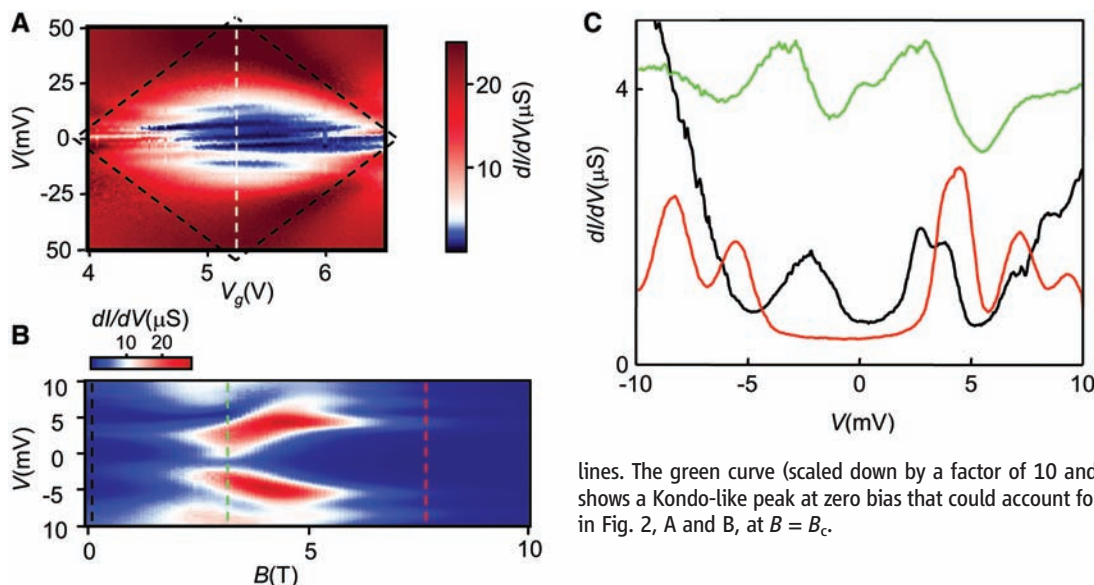 A
50
25
0
-25
50
V(mV)
4
5
6
V_g(V)
20
10
dI/dV(μS)
B
dI/dV(μS)
10 20
10
5
0
-5
10
V(mV)
0
5
10
B(T)
C
4
0
dI/dV(μS)
-10
-5
0
5
10
V(mV)
lines. The green curve (scaled down by a factor of 10 and
shows a Kondo-like peak at zero bias that could account fo
in Fig. 2, A and B, at B = B_c.